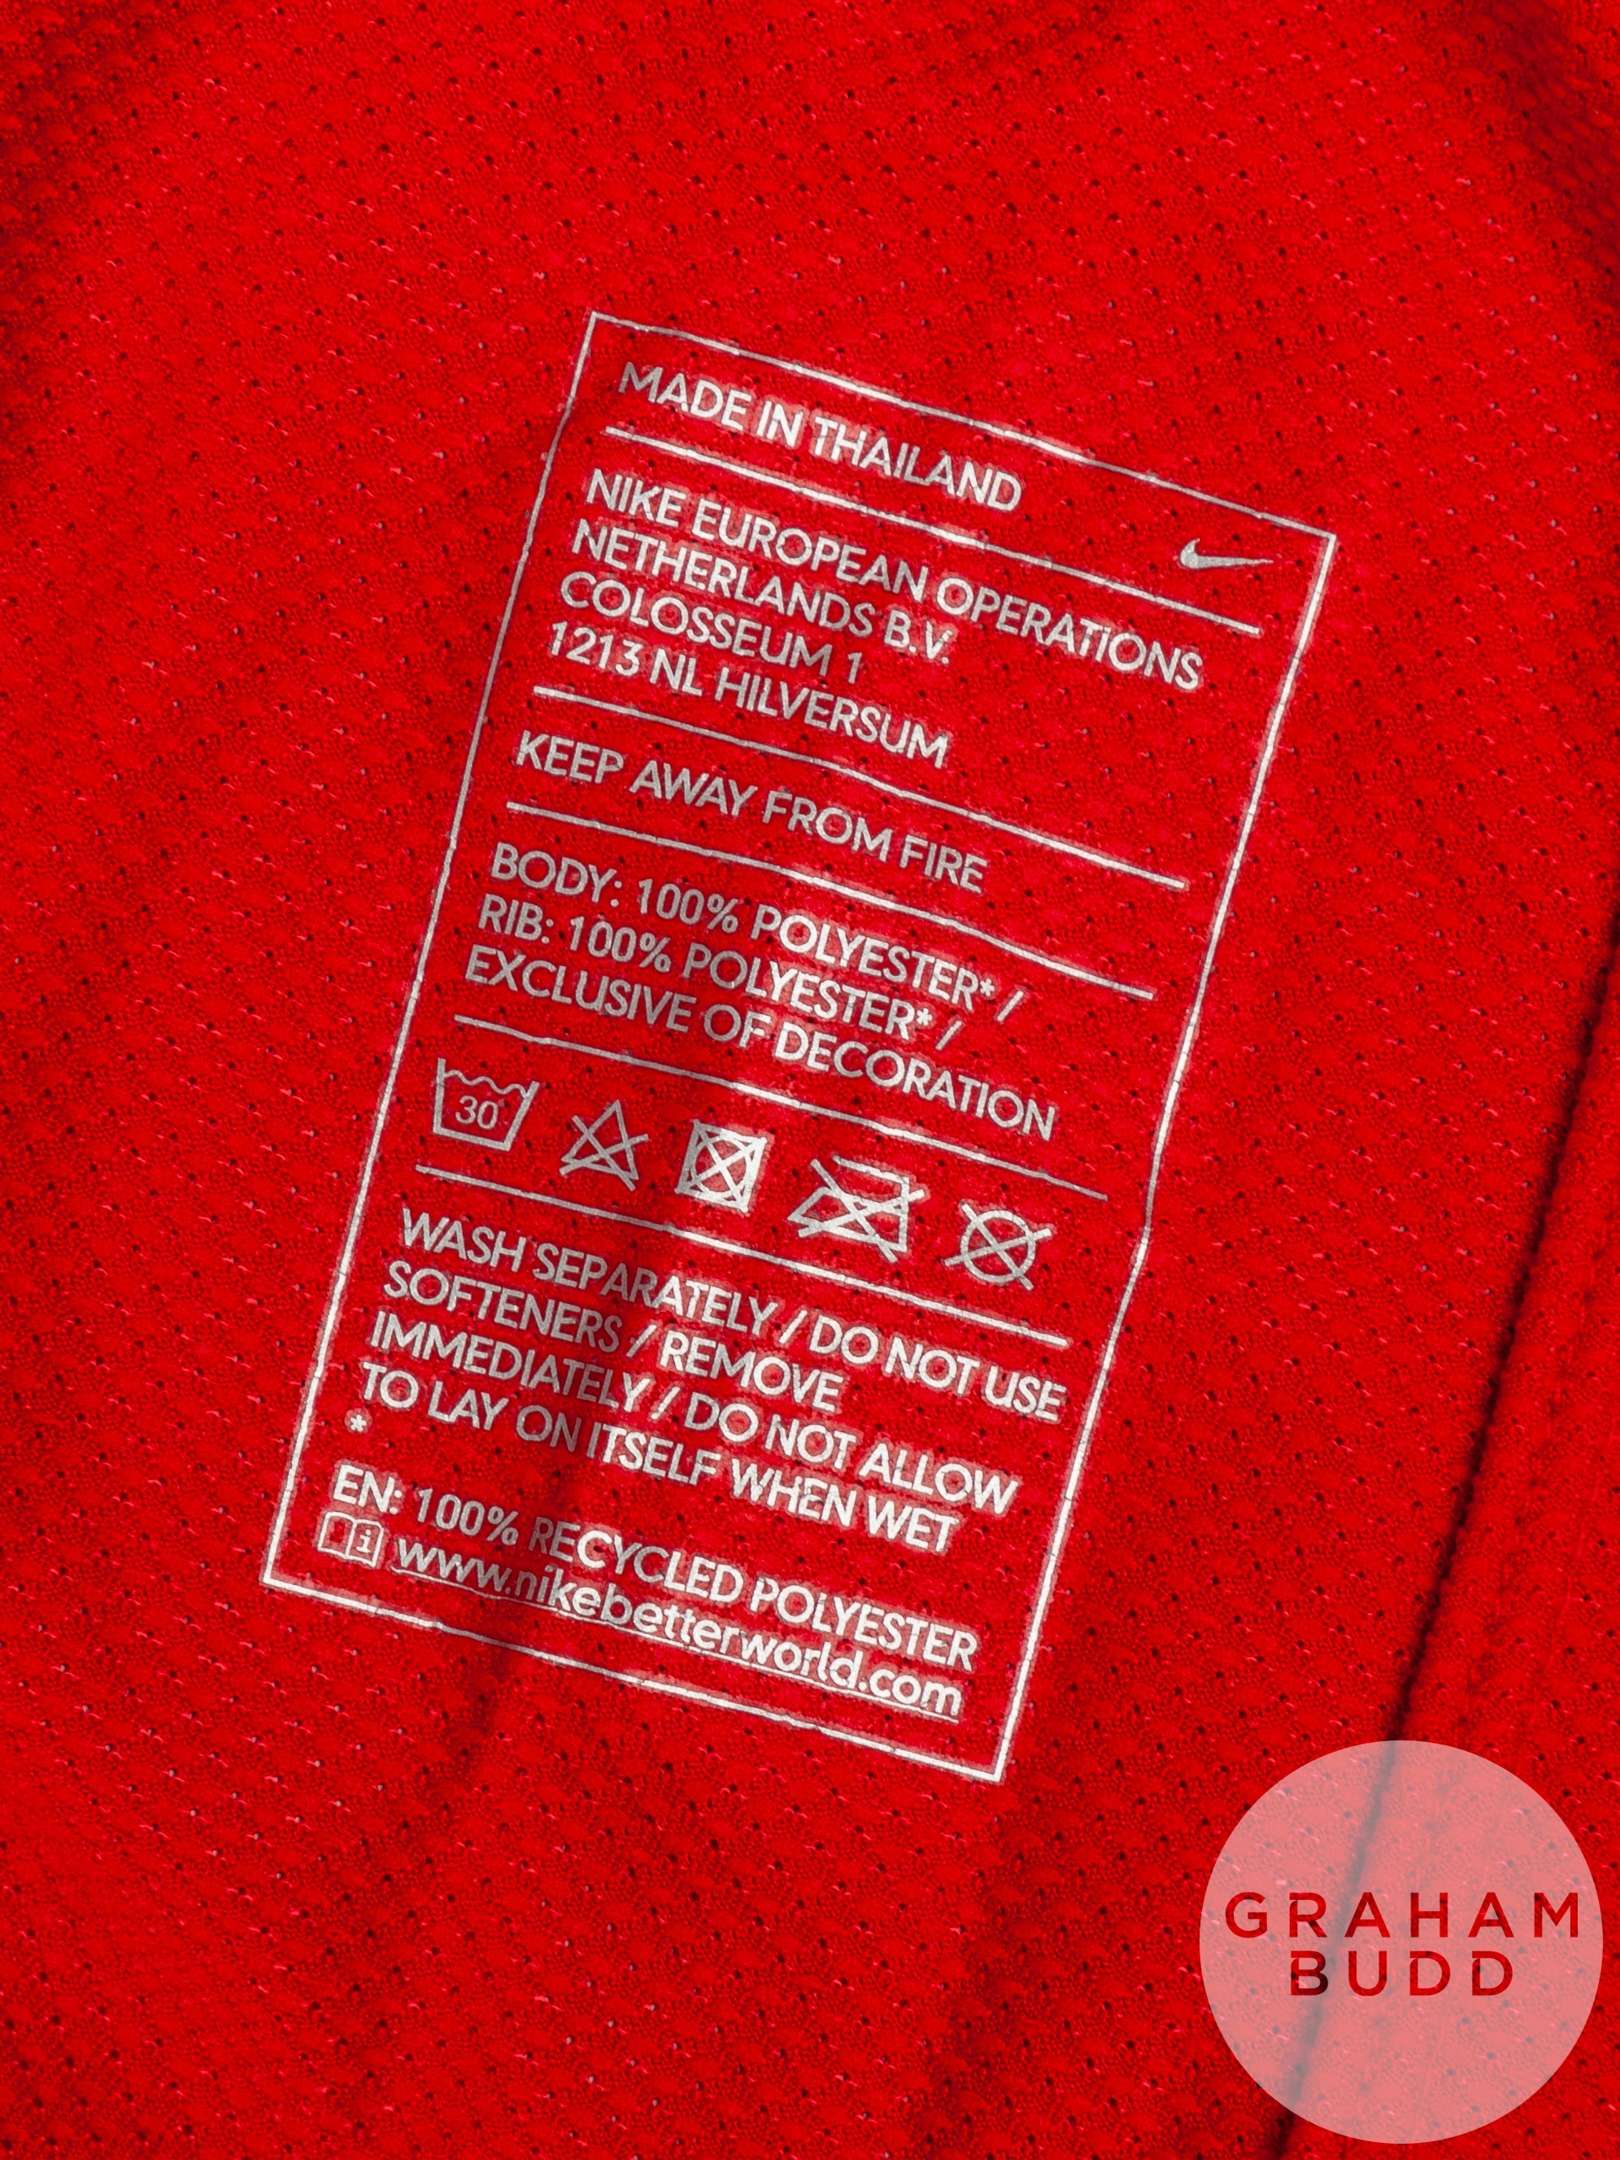 MADE IN THAILAND
NIKE EUROPEAN OPERATIONS
NETHERLANDS B.V.
COLOSSEUM 1
1213 NL HILVERSUM
KEEP AWAY FROM FIRE
BODY: 100% POLYESTER* /
RIB: 100% POLYESTER* /
EXCLUSIVE OF DECORATION
30°
WASH SEPARATELY / DO NOT USE
SOFTENERS / REMOVE
IMMEDIATELY / DO NOT ALLOW
TO LAY ON ITSELF WHEN WET
*
EN: 100% RECYCLED POLYESTER
i www.nikebetterworld.com
GRAHAM
BUDD